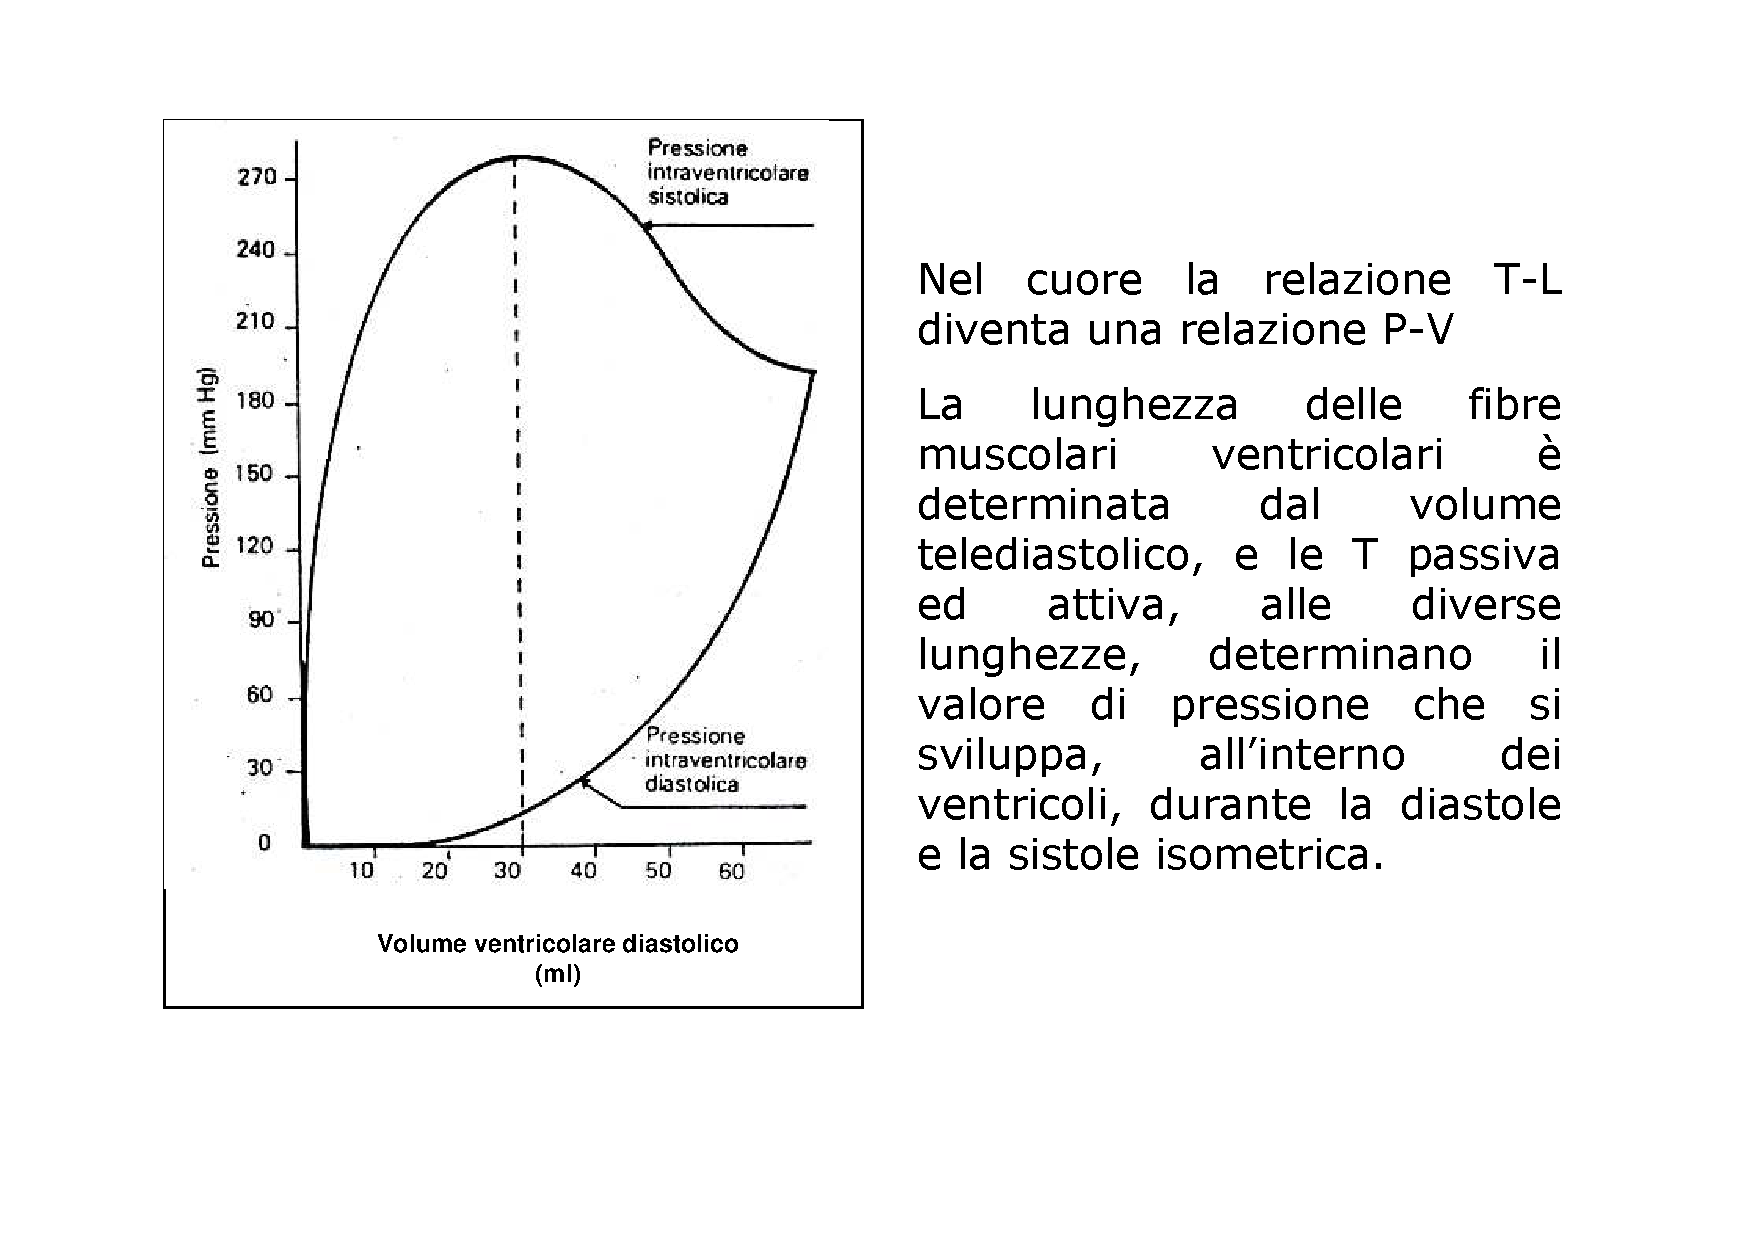 Pressione
intraventricolare
sistolica
270
240
210
180
150
120
90
60
30
0
Pressione (mm Hg)
Pressione
intraventricolare
diastolica
10 20 30 40 50 60
Volume ventricolare diastolico
(ml)
Nel cuore la relazione T-L
diventa una relazione P-V
La lunghezza delle fibre
muscolari ventricolari è
determinata dal volume
telediastolico, e le T passiva
ed attiva, alle diverse
lunghezze, determinano il
valore di pressione che si
sviluppa, all’interno dei
ventricoli, durante la diastole
e la sistole isometrica.